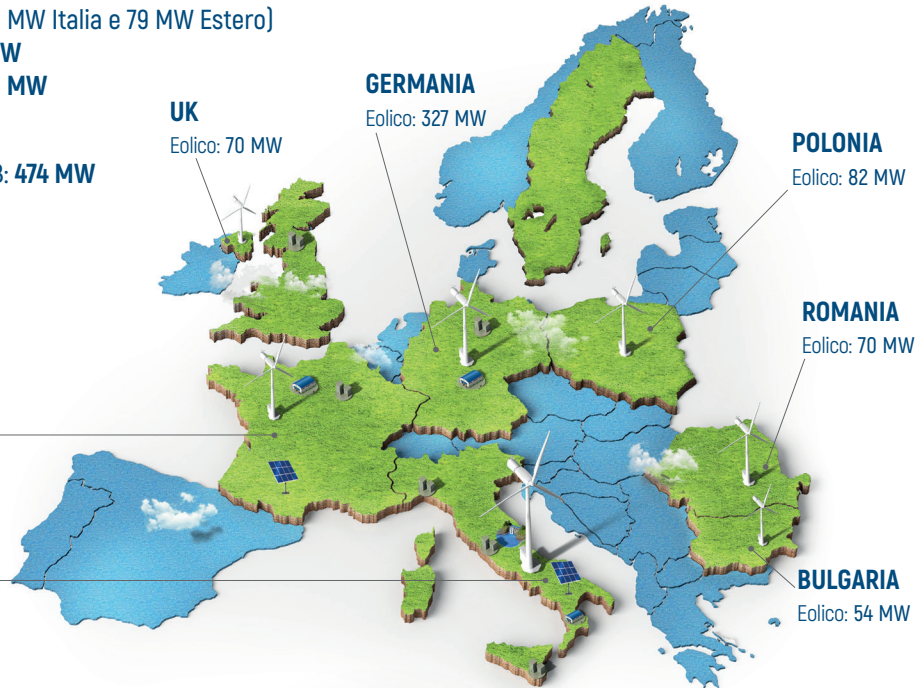 MW Italia e 79 MW Estero)
MW
474 MW
UK
Eolico: 70 MW
GERMANIA
Eolico: 327 MW
POLONIA
Eolico: 82 MW
ROMANIA
Eolico: 70 MW
BULGARIA
Eolico: 54 MW